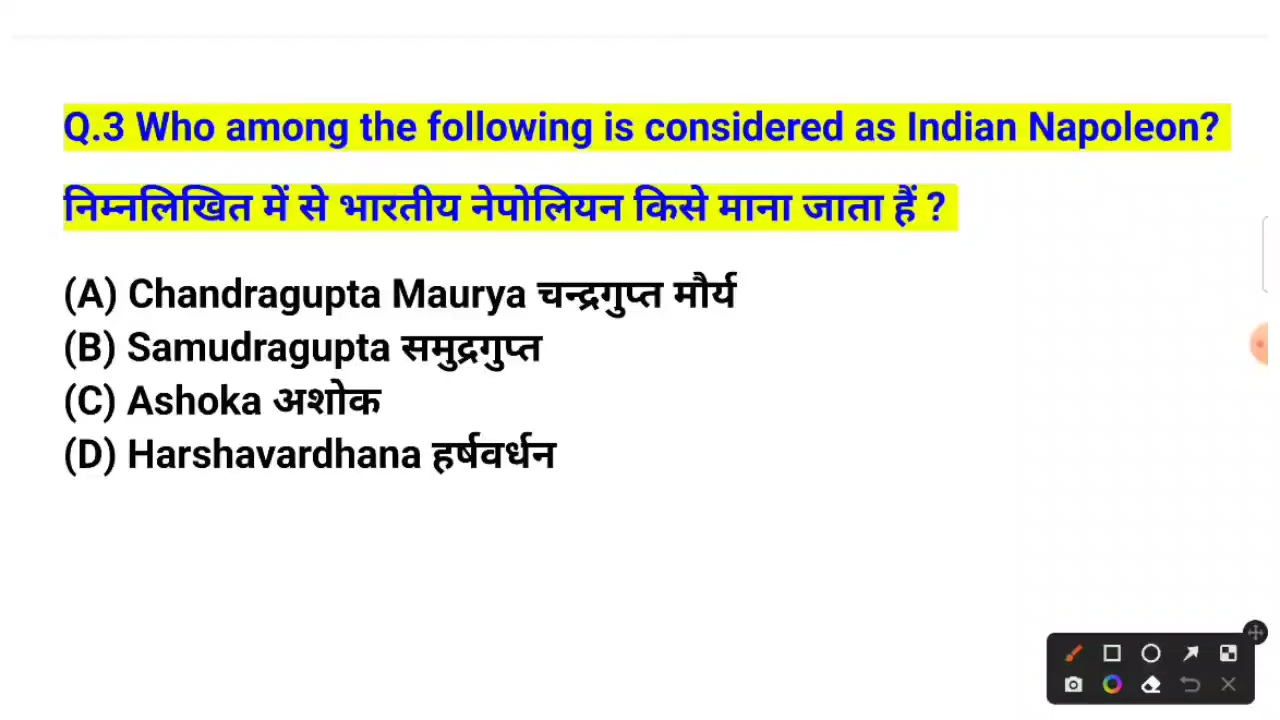 Q.3 Who among the following is considered as Indian Napoleon?
निम्नलिखित में से भारतीय नेपोलियन किसे माना जाता हैं ?
(A) Chandragupta Maurya चन्द्रगुप्त मौर्य
(B) Samudragupta समुद्रगुप्त
(C) Ashoka अशोक
(D) Harshavardhana हर्षवर्धन